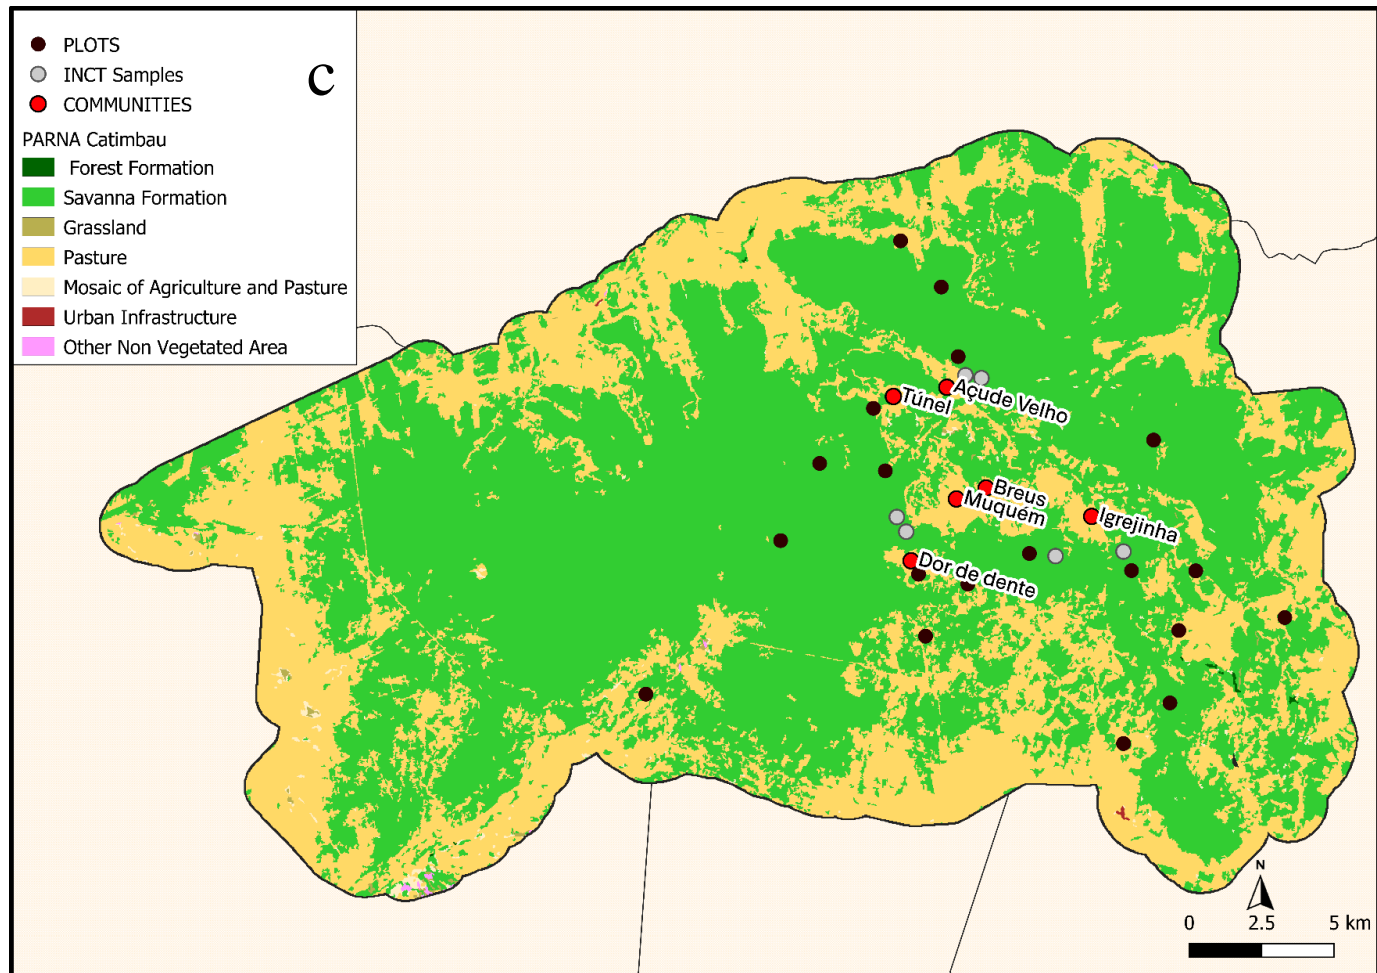 PLOTS
INCT Samples
COMMUNITIES
c
PARNA Catimbau
Forest Formation
Savanna Formation
Grassland
Pasture
Mosaic of Agriculture and Pasture
Urban Infrastructure
Other Non Vegetated Area
Açude Velho
Túnel
Breus
Muquém
Igrejinha
Dor de dente
N
0 2.5 5 km